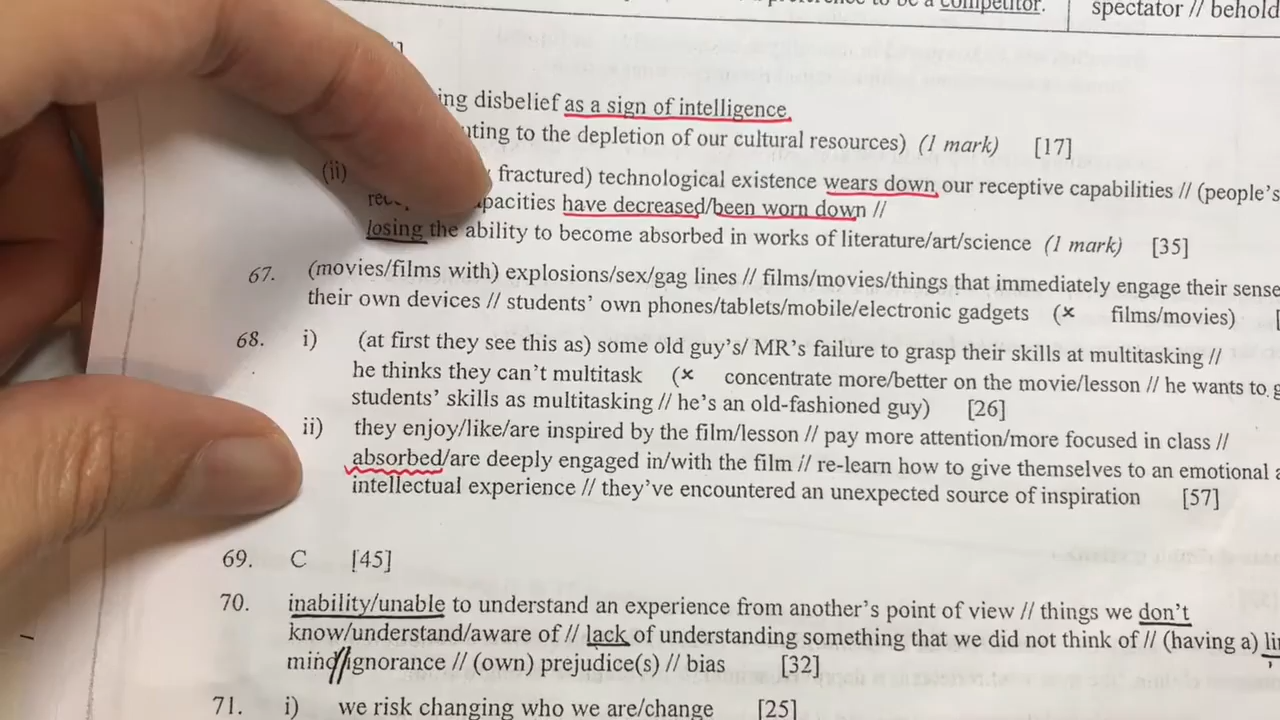 to be a competitor. spectator // behold
ing disbelief as a sign of intelligence.
uting to the depletion of our cultural resources) (1 mark) [17]
(ii) fractured) technological existence wears down our receptive capabilities // (people's
pacities have decreased/been worn down //
losing the ability to become absorbed in works of literature/art/science (1 mark) [35]
67. (movies/films with) explosions/sex/gag lines // films/movies/things that immediately engage their sense
their own devices // students' own phones/tablets/mobile/electronic gadgets (× films/movies) [
68. i) (at first they see this as) some old guy's/ MR's failure to grasp their skills at multitasking //
he thinks they can't multitask (× concentrate more/better on the movie/lesson // he wants to g
students' skills as multitasking // he's an old-fashioned guy) [26]
ii) they enjoy/like/are inspired by the film/lesson // pay more attention/more focused in class //
absorbed/are deeply engaged in/with the film // re-learn how to give themselves to an emotional a
intellectual experience // they've encountered an unexpected source of inspiration [57]
69. C [45]
70. inability/unable to understand an experience from another's point of view // things we don't
know/understand/aware of // lack of understanding something that we did not think of // (having a) li
mind//ignorance // (own) prejudice(s) // bias [32]
71. i) we risk changing who we are/change [25]